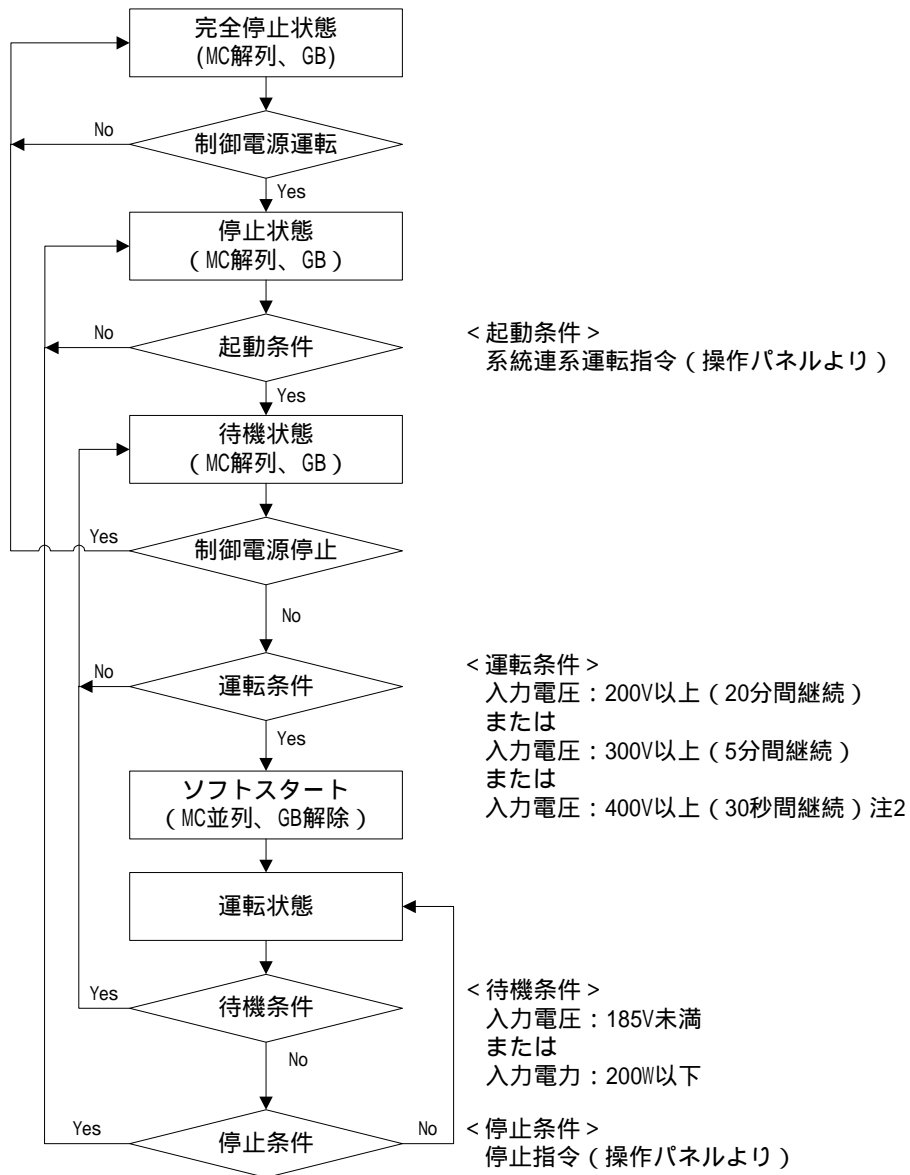 完全停止状態
(MC解列、GB)
No
制御電源運転
Yes
停止状態
(MC解列、GB)
No
起動条件
<起動条件>
系統連系運転指令(操作パネルより)
Yes
待機状態
(MC解列、GB)
Yes
制御電源停止
No
No
運転条件
<運転条件>
入力電圧:200V以上(20分間継続)
または
入力電圧:300V以上(5分間継続)
または
入力電圧:400V以上(30秒間継続)注2
Yes
ソフトスタート
(MC並列、GB解除)
運転状態
Yes
待機条件
<待機条件>
入力電圧:185V未満
または
入力電力:200W以下
No
Yes
停止条件
No
<停止条件>
停止指令(操作パネルより)